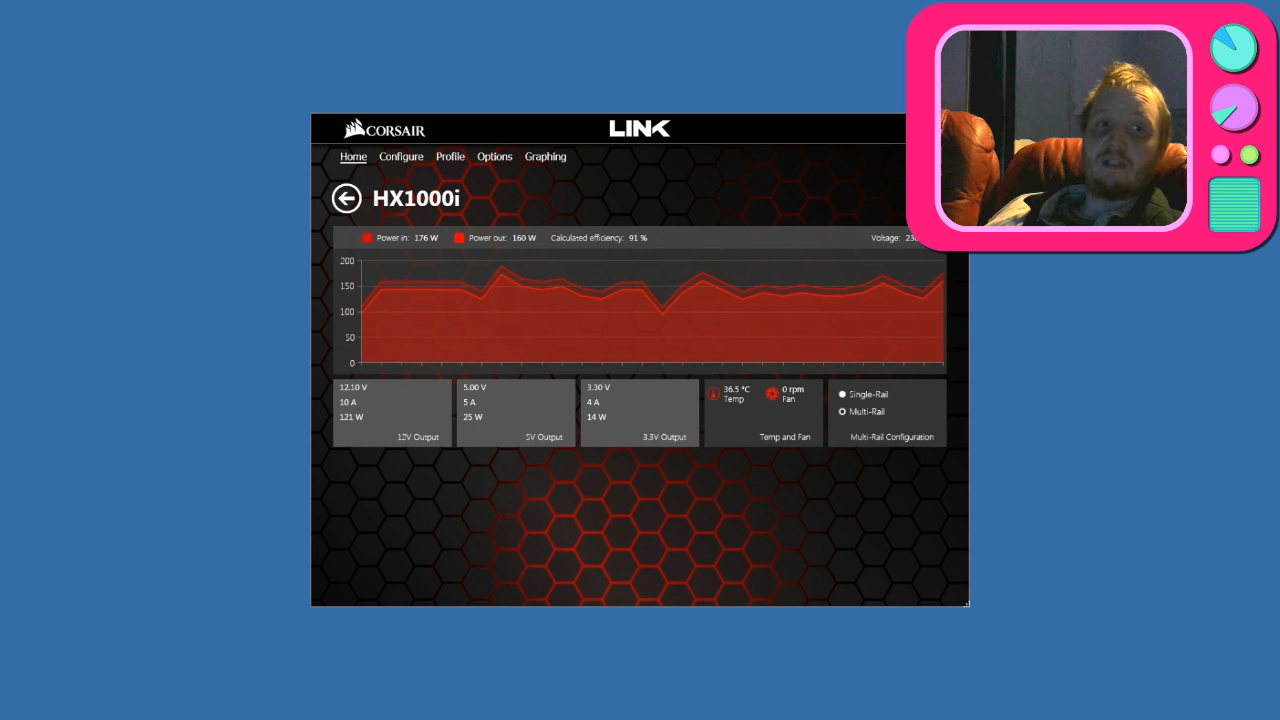 CORSAIR
LINK
Home Configure Profile Options Graphing
HX1000i
Power in: 176 W Power out: 160 W Calculated efficiency: 91 % Voltage:
200
150
100
50
0
12.10 V
10 A
121 W
12V Output
5.00 V
5 A
25 W
5V Output
3.30 V
4 A
14 W
3.3V Output
36.5 °C
Temp
0 rpm
Fan
Temp and Fan
Single-Rail
Multi-Rail
Multi-Rail Configuration